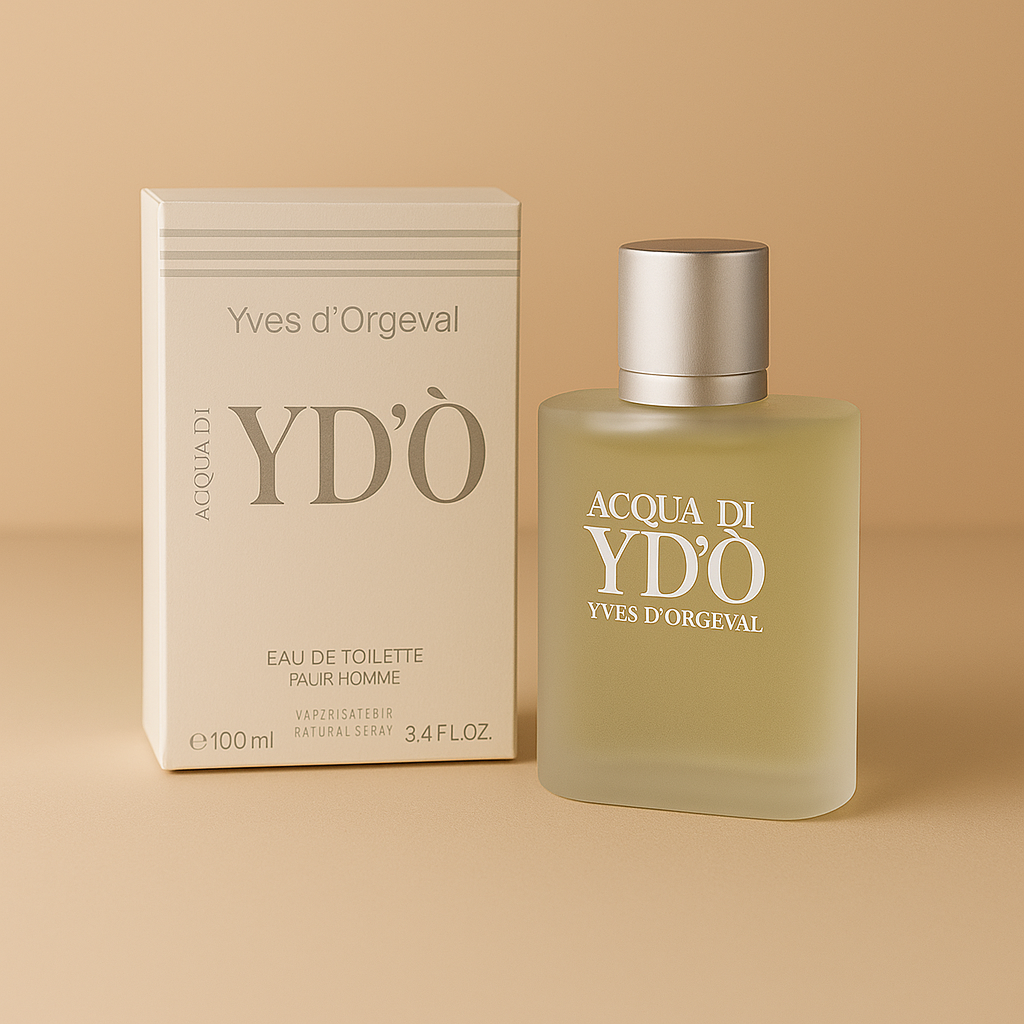 Yves d'Orgeval
ACQUA DI
YD'Ò
EAU DE TOILETTE
PAUIR HOMME
VAPZRISATEBIR
RATURAL SERAY
℮100 ml
3.4 FL.OZ.
ACQUA DI
YD'Ò
YVES D'ORGEVAL